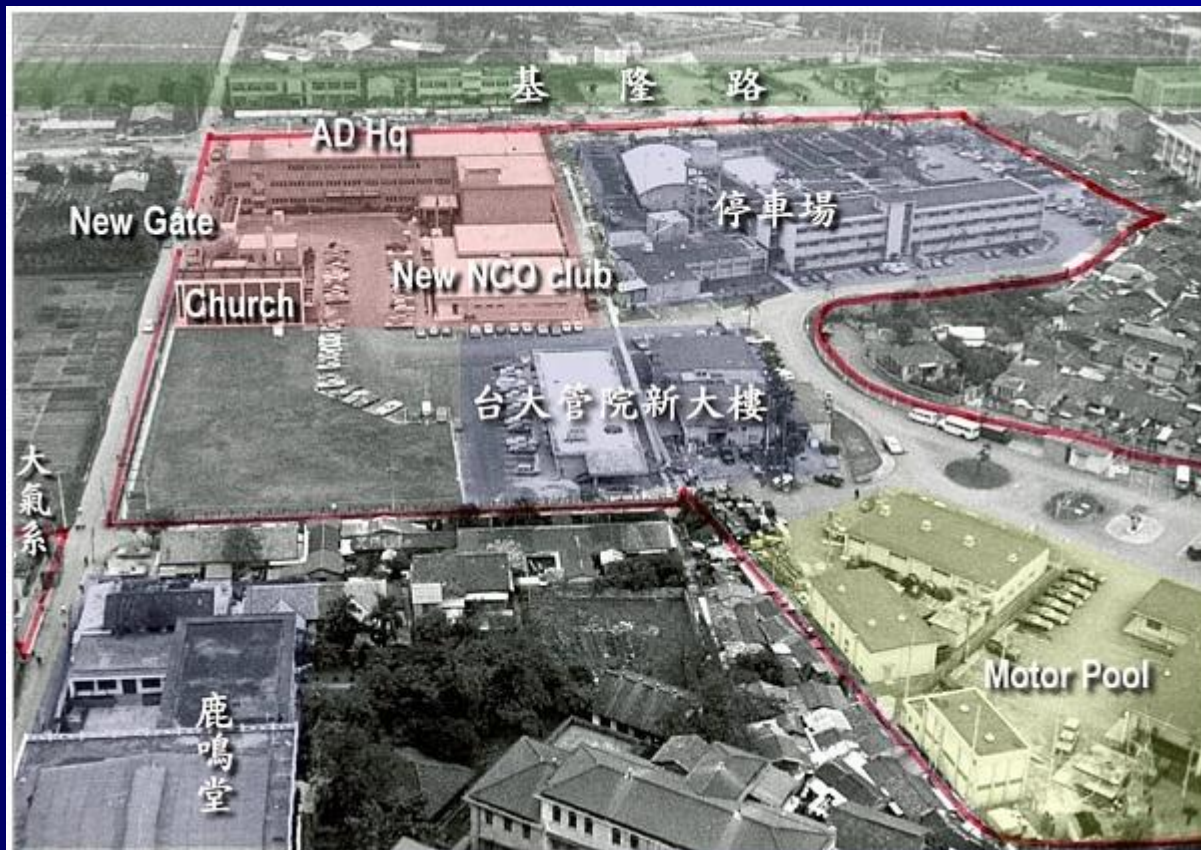 基隆路
AD Hq
停車場
New Gate
New NCO club
Church
台大管院新大樓
大氣系
Motor Pool
鹿鳴堂